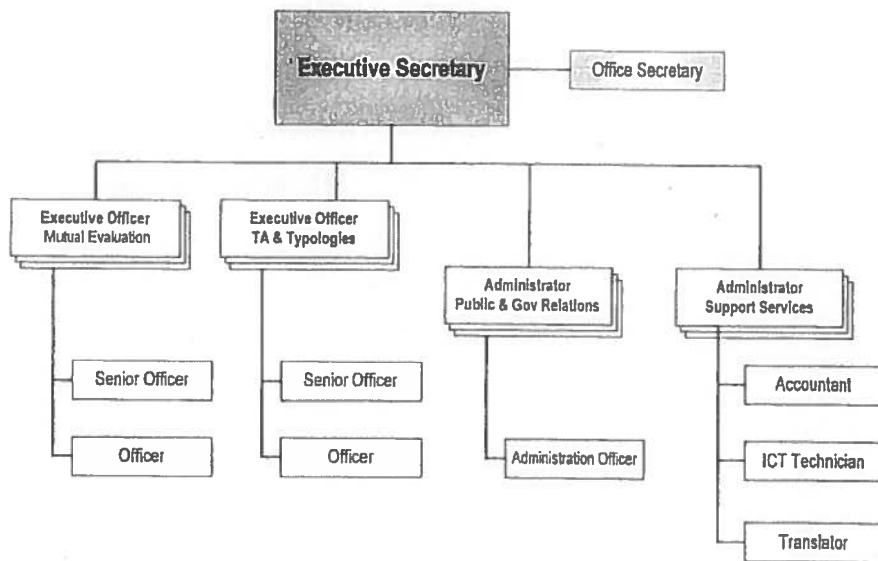 Executive Secretary
Office Secretary
Executive Officer
Mutual Evaluation
Executive Officer
TA & Typologies
Administrator
Public & Gov Relations
Administrator
Support Services
Senior Officer
Senior Officer
Accountant
Officer
Officer
Administration Officer
ICT Technician
Translator